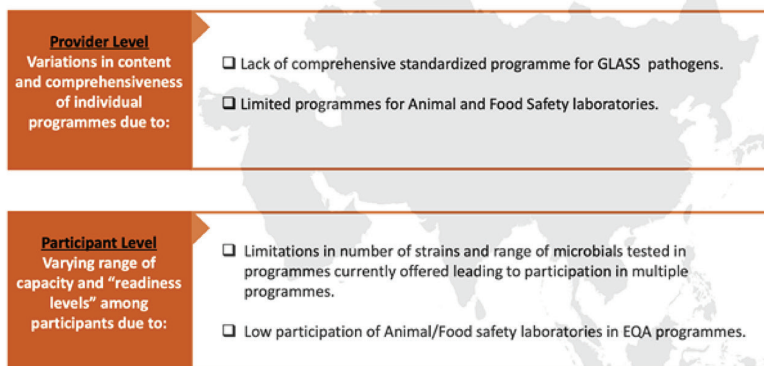 Provider Level
Variations in content
and comprehensiveness
of individual
programmes due to:
❑ Lack of comprehensive standardized programme for GLASS pathogens.
❑ Limited programmes for Animal and Food Safety laboratories.
Participant Level
Varying range of
capacity and “readiness
levels” among
participants due to:
❑ Limitations in number of strains and range of microbials tested in
programmes currently offered leading to participation in multiple
programmes.
❑ Low participation of Animal/Food safety laboratories in EQA programmes.